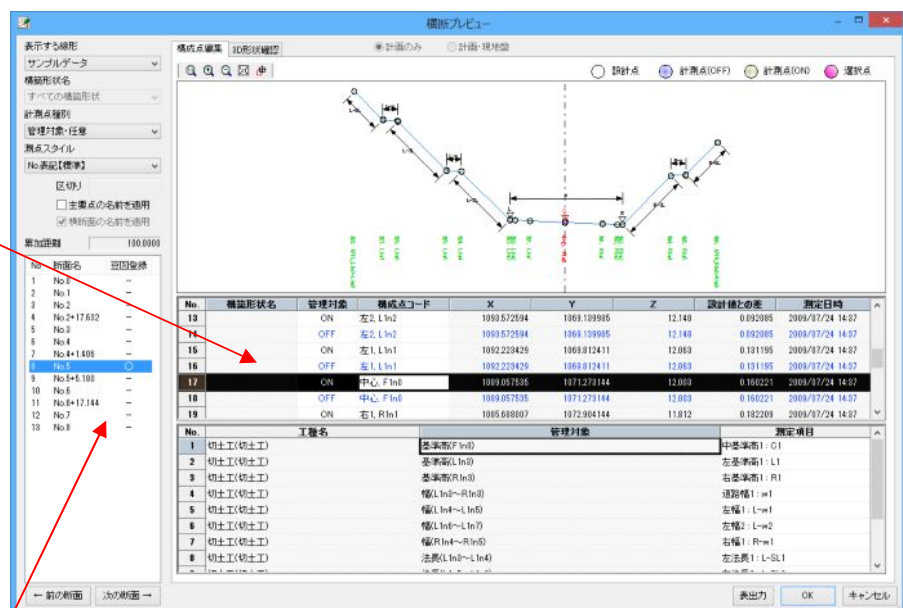 横断プレビュー
表示する線形
サンプルデータ
構築形状名
すべての構築形状
計測点種別
管理対象・任意
測点スタイル
No表記【標準】
区切り
主要点の名前を適用
横断面の名前を適用
累加距離 100.0000
No 断面名
1 No.0 -
2 No.1 -
3 No.2 -
4 No.2+17.632 -
5 No.3 -
6 No.4 -
7 No.4+1.406 -
8 No.5 ○
9 No.5+5.180 -
10 No.6 -
11 No.6+17.144 -
12 No.7 -
13 No.8 -
← 前の断面 次の断面 →
構成点編集 3D形状確認 計画のみ 計画・現地盤
設計点 計測点(OFF) 計測点(ON) 選択点
No. 構築形状名 管理対象 構成点コード X Y Z 設計値との差 測定日時
13 ON 左2, L1n2 1093.572594 1069.139985 12.148 0.092085 2009/07/24 14:37
14 OFF 左2, L1n2 1093.572594 1069.139985 12.148 0.092085 2009/07/24 14:37
15 ON 左1, L1n1 1092.223429 1069.812411 12.063 0.131195 2009/07/24 14:37
16 OFF 左1, L1n1 1092.223429 1069.812411 12.063 0.131195 2009/07/24 14:37
17 ON 中心, F1n0 1089.057535 1071.273144 12.003 0.160221 2009/07/24 14:37
18 OFF 中心, F1n0 1089.057535 1071.273144 12.003 0.160221 2009/07/24 14:37
19 ON 右1, R1n1 1085.688007 1072.904144 11.812 0.182209 2009/07/24 14:37
No. 工種名 管理対象 測定項目
1 切土工(切土工) 基準高(F1n0) 中基準高1 : C1
2 切土工(切土工) 基準高(L1n3) 左基準高1 : L1
3 切土工(切土工) 基準高(R1n3) 右基準高1 : R1
4 切土工(切土工) 幅(L1n3～R1n3) 道路幅1 : w1
5 切土工(切土工) 幅(L1n4～L1n5) 左幅1 : L-w1
6 切土工(切土工) 幅(L1n6～L1n7) 左幅2 : L-w2
7 切土工(切土工) 幅(R1n4～R1n5) 右幅1 : R-w1
8 切土工(切土工) 法長(L1n3～L1n4) 左法長1 : L-SL1
表出力 OK キャンセル